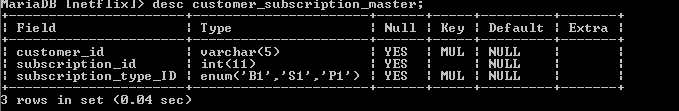 MariaDB [netflix]> desc customer_subscription_master;
+----------------------+----------------------+------+-----+---------+-------+
| Field                | Type                 | Null | Key | Default | Extra |
+----------------------+----------------------+------+-----+---------+-------+
| customer_id          | varchar(5)           | YES  | MUL | NULL    |       |
| subscription_id      | int(11)              | YES  |     | NULL    |       |
| subscription_type_ID | enum('B1','S1','P1') | YES  | MUL | NULL    |       |
+----------------------+----------------------+------+-----+---------+-------+
3 rows in set (0.04 sec)